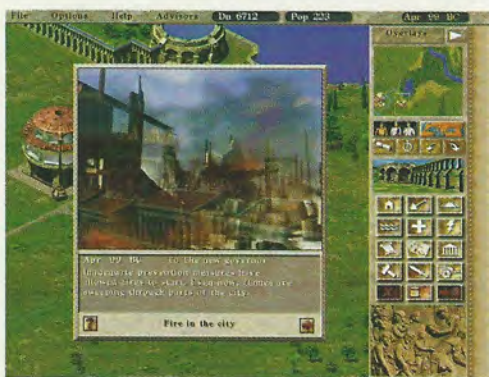 File Options Help Advisors Dn 6712 Pop 223 Apr 99 BC
Overlays
Apr 99 BC To the new governor
Inadequate prevention measures have
allowed fires to start. Even now, flames are
sweeping through parts of the city.
Fire in the city